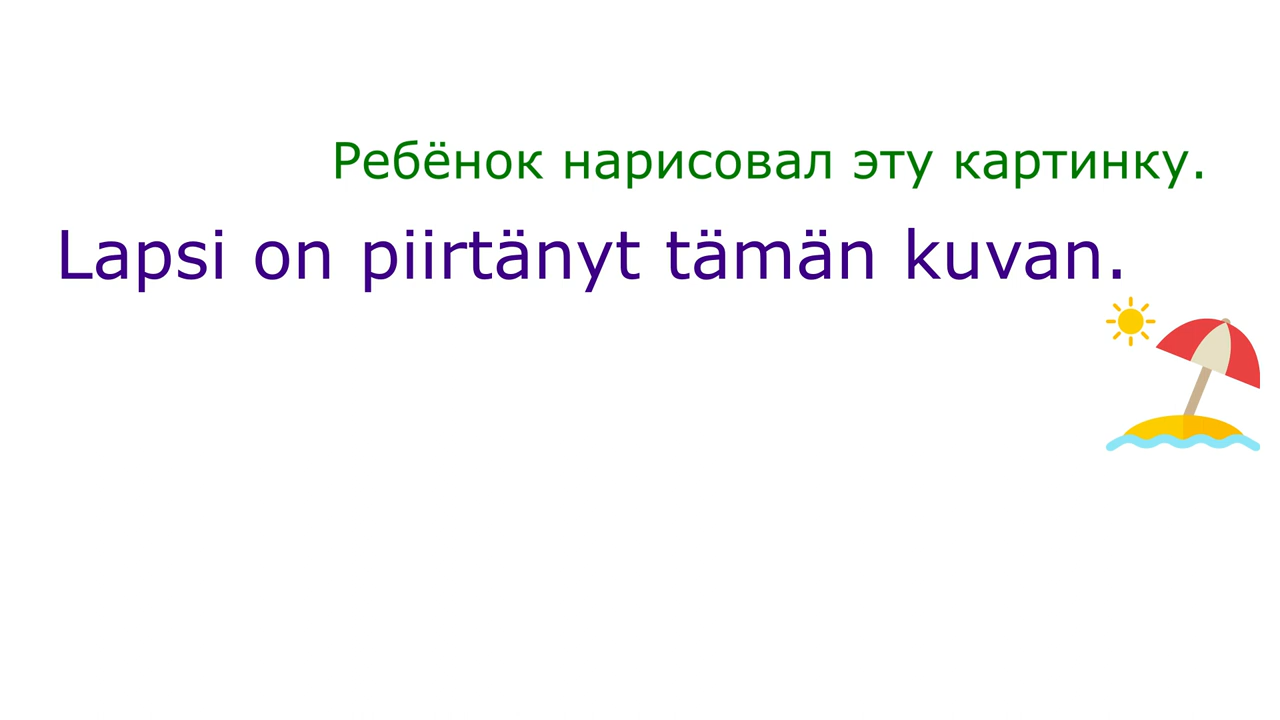 Ребёнок нарисовал эту картинку.
Lapsi on piirtänyt tämän kuvan.